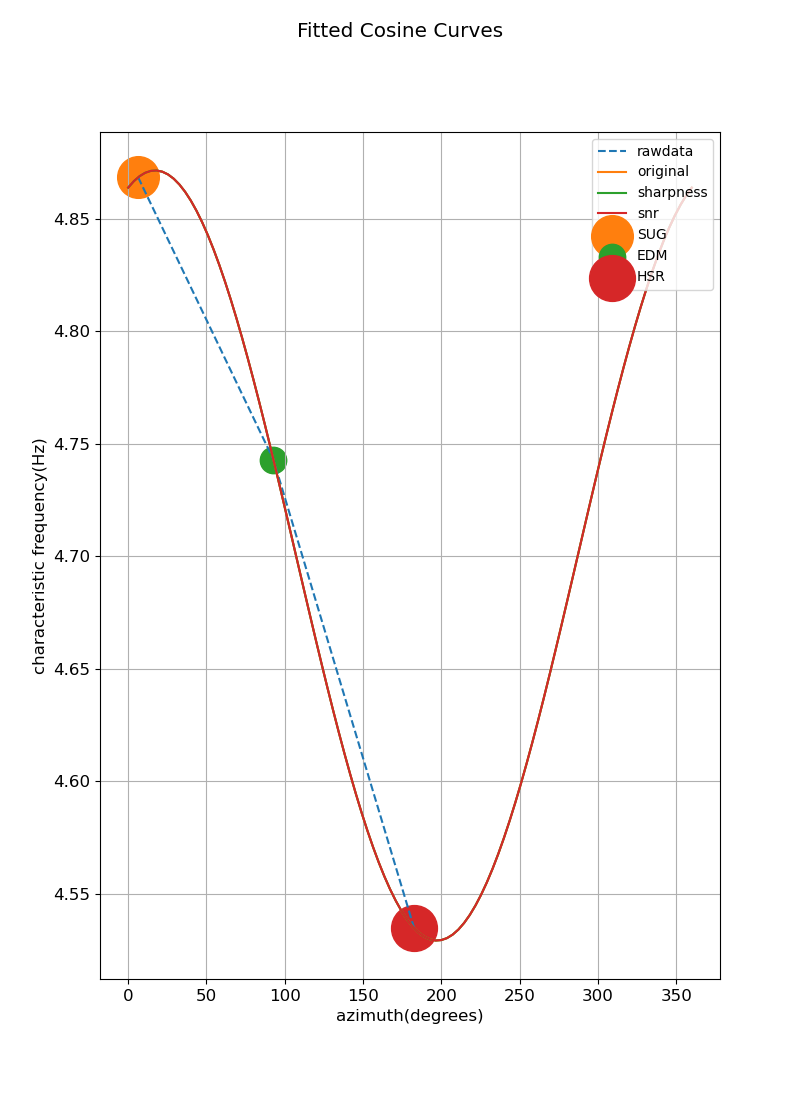 Fitted Cosine Curves
rawdata
original
sharpness
snr
SUG
EDM
HSR
characteristic frequency(Hz)
4.85
4.80
4.75
4.70
4.65
4.60
4.55
0 50 100 150 200 250 300 350
azimuth(degrees)